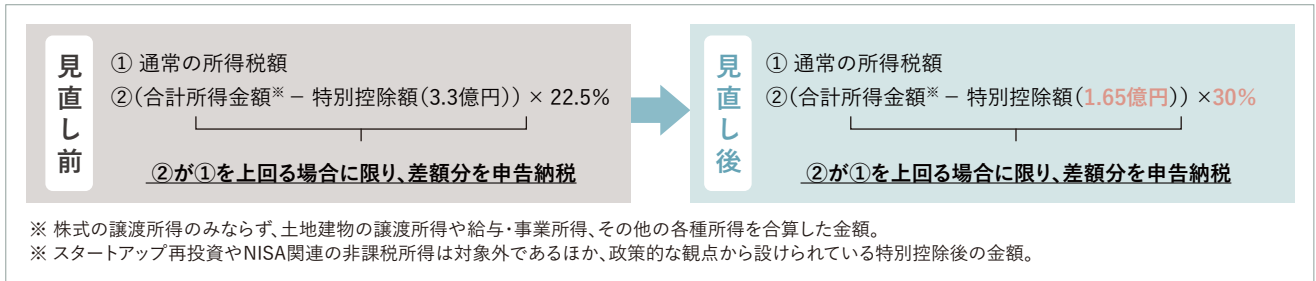 見直し前
① 通常の所得税額
②(合計所得金額※ − 特別控除額(3.3億円)) × 22.5%
②が①を上回る場合に限り、差額分を申告納税
見直し後
① 通常の所得税額
②(合計所得金額※ − 特別控除額(1.65億円)) ×30%
②が①を上回る場合に限り、差額分を申告納税
※ 株式の譲渡所得のみならず、土地建物の譲渡所得や給与・事業所得、その他の各種所得を合算した金額。
※ スタートアップ再投資やNISA関連の非課税所得は対象外であるほか、政策的な観点から設けられている特別控除後の金額。